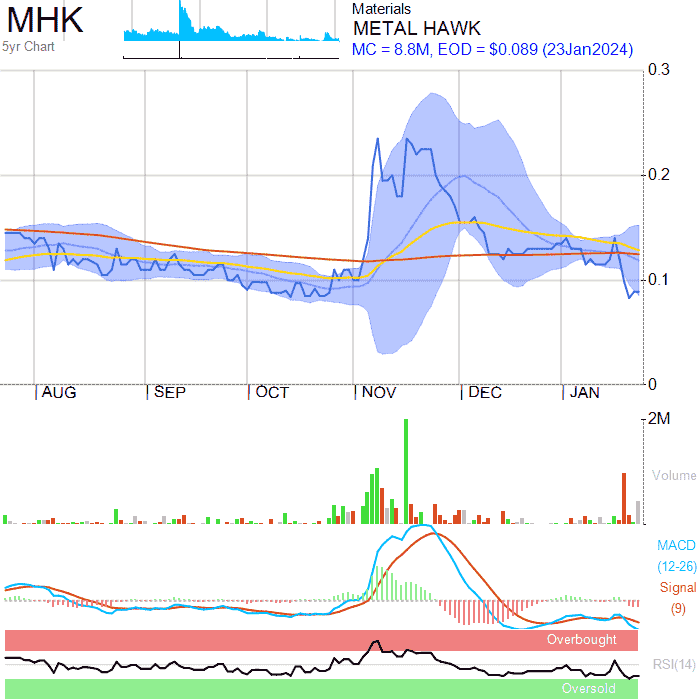 MHK
5yr Chart
Materials
METAL HAWK
MC = 8.8M, EOD = $0.089 (23Jan2024)
0.3
0.2
0.1
0
AUG SEP OCT NOV DEC JAN
2M
Volume
MACD
(12-26)
Signal
(9)
Overbought
RSI(14)
Oversold